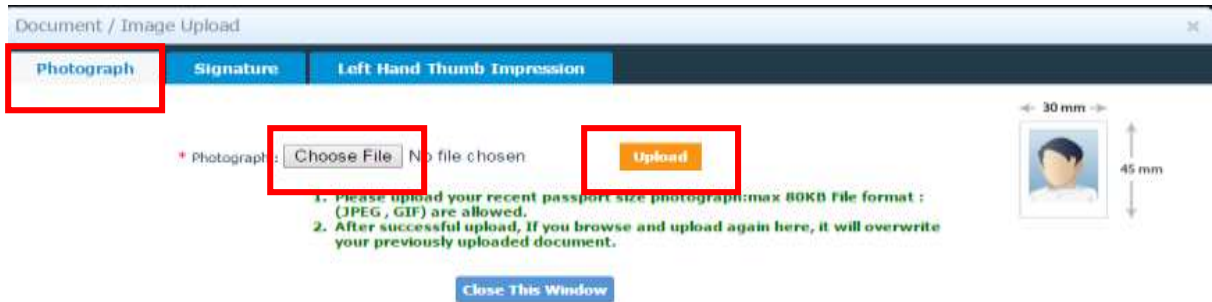 Document / Image Upload ×
Photograph Signature Left Hand Thumb Impression
30 mm
* Photograph : Choose File No file chosen Upload
45 mm
1. Please upload your recent passport size photograph:max 80KB File format :
(JPEG , GIF) are allowed.
2. After successful upload, If you browse and upload again here, it will overwrite
your previously uploaded document.
Close This Window